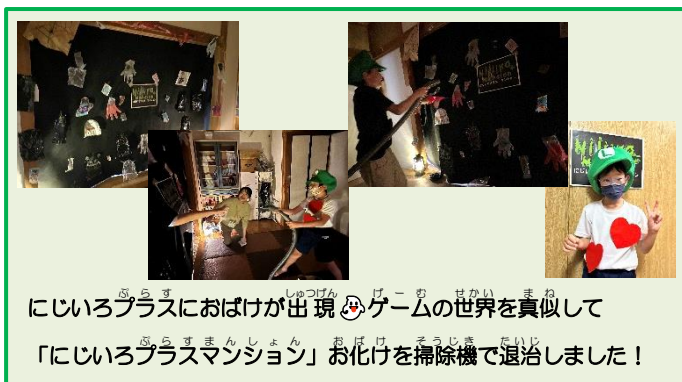 にじいろプラスにおばけが出現👻ゲームの世界を真似して
「にじいろプラスマンション」お化けを掃除機で退治しました！